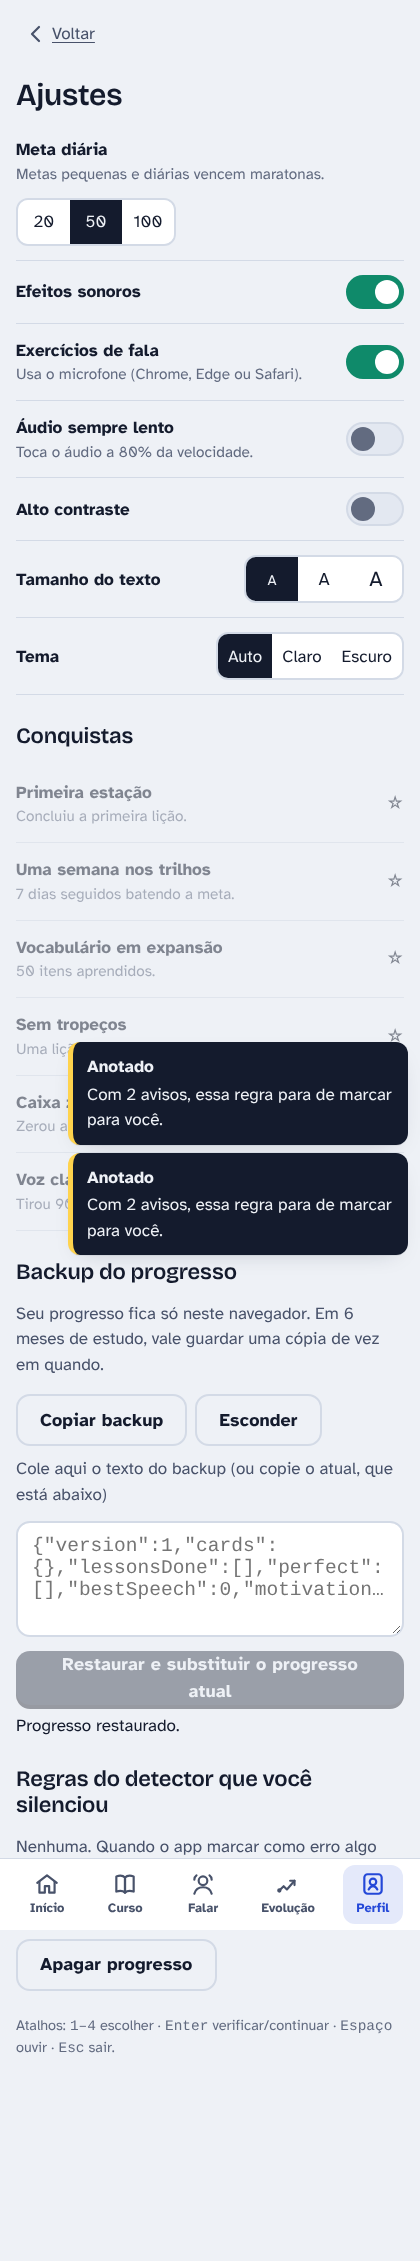 Voltar
Ajustes
Meta diária
Metas pequenas e diárias vencem maratonas.
20 50 100
Efeitos sonoros
Exercícios de fala
Usa o microfone (Chrome, Edge ou Safari).
Áudio sempre lento
Toca o áudio a 80% da velocidade.
Alto contraste
Tamanho do texto
A A A
Tema
Auto Claro Escuro
Conquistas
Primeira estação
Concluiu a primeira lição.
Uma semana nos trilhos
7 dias seguidos batendo a meta.
Vocabulário em expansão
50 itens aprendidos.
Sem tropeços
Uma
Anotado
Com 2 avisos, essa regra para de marcar
para você.
Caixa
Zerou
Anotado
Com 2 avisos, essa regra para de marcar
para você.
Voz
Tirou
Backup do progresso
Seu progresso fica só neste navegador. Em 6
meses de estudo, vale guardar uma cópia de vez
em quando.
Copiar backup Esconder
Cole aqui o texto do backup (ou copie o atual, que
está abaixo)
{"version":1,"cards":
{},"lessonsDone":[],"perfect":
[],"bestSpeech":0,"motivation…
Restaurar e substituir o progresso
atual
Progresso restaurado.
Regras do detector que você
silenciou
Nenhuma. Quando o app marcar como erro algo
Início Curso Falar Evolução Perfil
Apagar progresso
Atalhos: 1–4 escolher · Enter verificar/continuar · Espaço
ouvir · Esc sair.